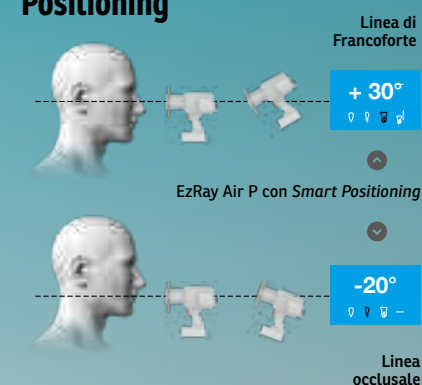 Positioning
Linea di
Francoforte
+ 30°
EzRay Air P con Smart Positioning
-20°
Linea
occlusale